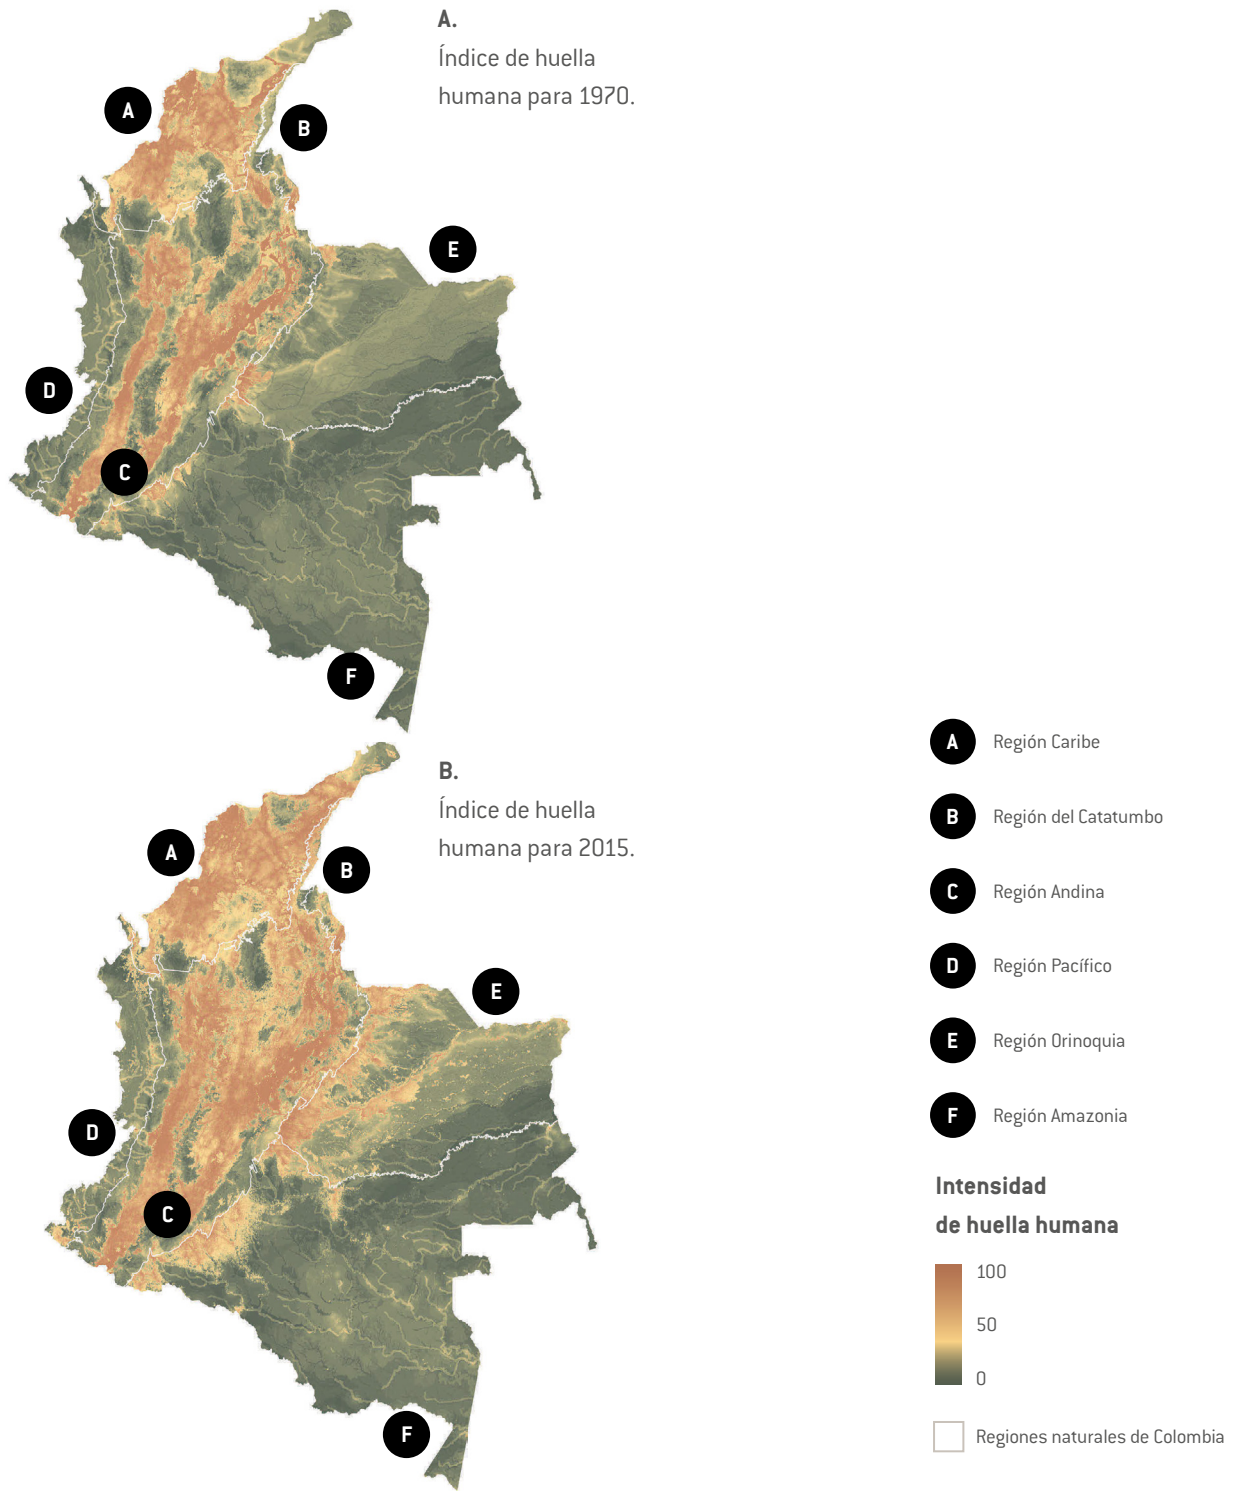 A.
Índice de huella
humana para 1970.
A
B
E
D
C
F
B.
Índice de huella
humana para 2015.
A
B
E
D
C
F
A Región Caribe
B Región del Catatumbo
C Región Andina
D Región Pacífico
E Región Orinoquia
F Región Amazonia
Intensidad
de huella humana
100
50
0
Regiones naturales de Colombia